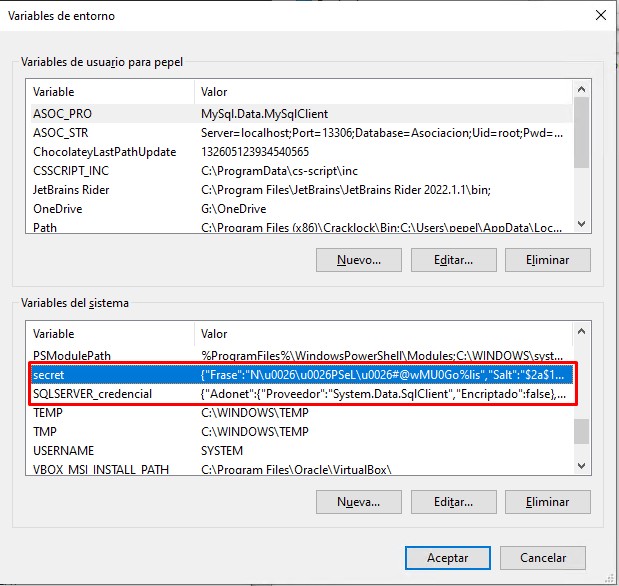 Variables de entorno
Variables de usuario para pepel
Variable Valor
ASOC_PRO MySql.Data.MySqlClient
ASOC_STR Server=localhost;Port=13306;Database=Asociacion;Uid=root;Pwd=...
ChocolateyLastPathUpdate 132605123934540565
CSSCRIPT_INC C:\ProgramData\cs-script\inc
JetBrains Rider C:\Program Files\JetBrains\JetBrains Rider 2022.1.1\bin;
OneDrive G:\OneDrive
Path C:\Program Files (x86)\Cracklock\Bin;C:\Users\pepel\AppData\Loc...
Nuevo... Editar... Eliminar
Variables del sistema
Variable Valor
PSModulePath %ProgramFiles%\WindowsPowerShell\Modules;C:\WINDOWS\syst...
secret {"Frase":"N\u0026\u0026PSeL\u0026#@wMU0Go%lis","Salt":"$2a$1...
SQLSERVER_credencial {"Adonet":{"Proveedor":"System.Data.SqlClient","Encriptado":false},...
TEMP C:\WINDOWS\TEMP
TMP C:\WINDOWS\TEMP
USERNAME SYSTEM
VBOX_MSI_INSTALL_PATH C:\Program Files\Oracle\VirtualBox\
Nueva... Editar... Eliminar
Aceptar Cancelar